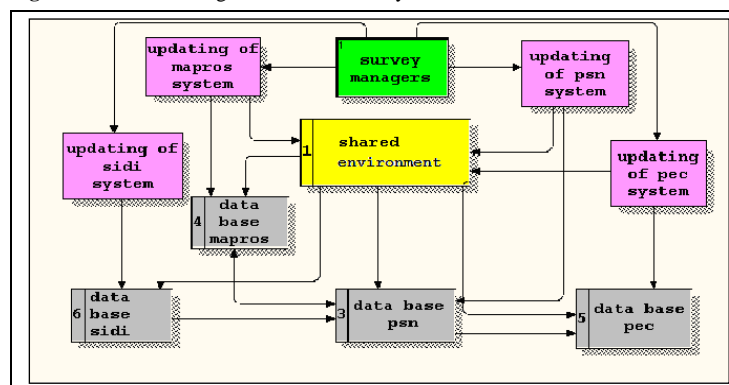 updating of
mapros
system
1
survey
managers
updating
of psn
system
updating of
sidi
system
1
shared
environment
updating
of pec
system
4
data
base
mapros
6
data
base
sidi
3
data base
psn
5
data base
pec